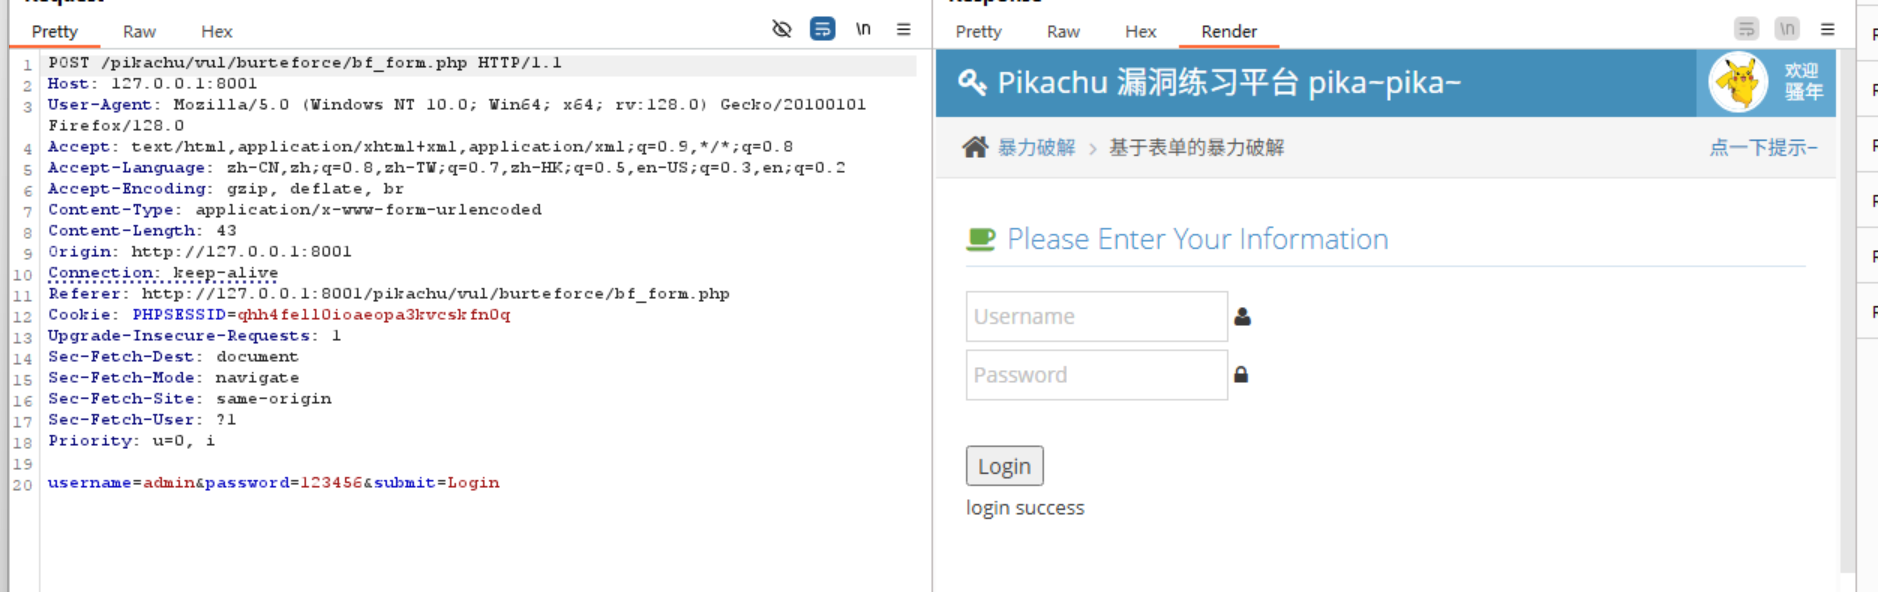 Request
Pretty Raw Hex \n
1 POST /pikachu/vul/burteforce/bf_form.php HTTP/1.1
2 Host: 127.0.0.1:8001
3 User-Agent: Mozilla/5.0 (Windows NT 10.0; Win64; x64; rv:128.0) Gecko/20100101
Firefox/128.0
4 Accept: text/html,application/xhtml+xml,application/xml;q=0.9,*/*;q=0.8
5 Accept-Language: zh-CN,zh;q=0.8,zh-TW;q=0.7,zh-HK;q=0.5,en-US;q=0.3,en;q=0.2
6 Accept-Encoding: gzip, deflate, br
7 Content-Type: application/x-www-form-urlencoded
8 Content-Length: 43
9 Origin: http://127.0.0.1:8001
10 Connection: keep-alive
11 Referer: http://127.0.0.1:8001/pikachu/vul/burteforce/bf_form.php
12 Cookie: PHPSESSID=qhh4fell0ioaeopa3kvcskfn0q
13 Upgrade-Insecure-Requests: 1
14 Sec-Fetch-Dest: document
15 Sec-Fetch-Mode: navigate
16 Sec-Fetch-Site: same-origin
17 Sec-Fetch-User: ?1
18 Priority: u=0, i
19
20 username=admin&password=123456&submit=Login
Response
Pretty Raw Hex Render \n
Pikachu 漏洞练习平台 pika~pika~
欢迎
骚年
暴力破解 > 基于表单的暴力破解
点一下提示~
Please Enter Your Information
Username
Password
Login
login success